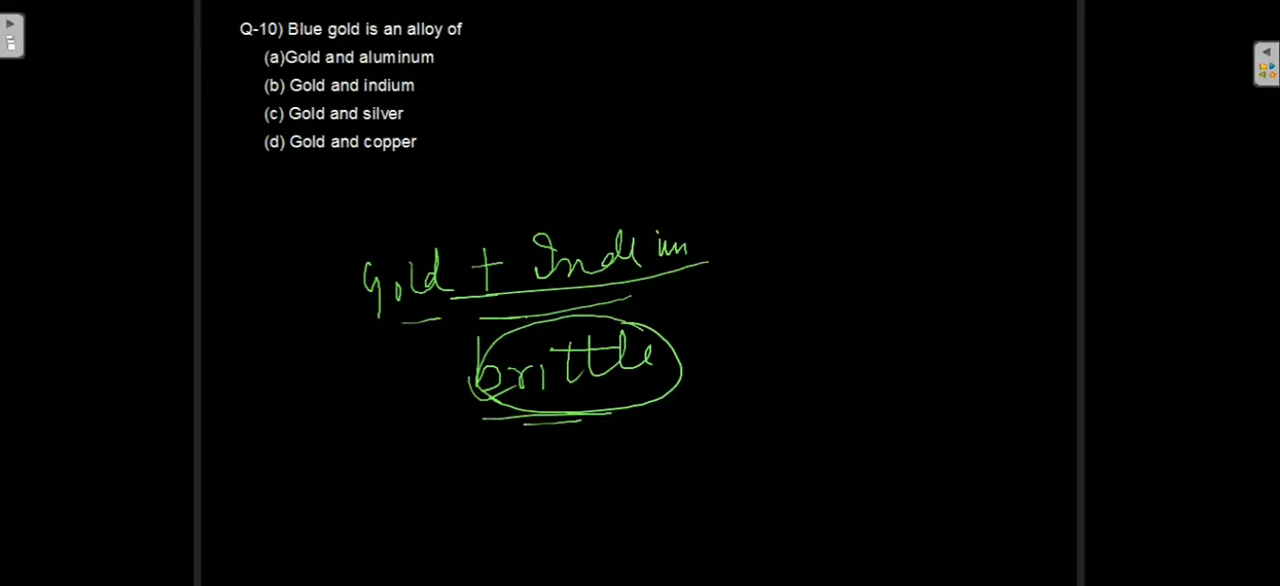 Q-10) Blue gold is an alloy of
(a)Gold and aluminum
(b) Gold and indium
(c) Gold and silver
(d) Gold and copper
Gold + Indium
brittle